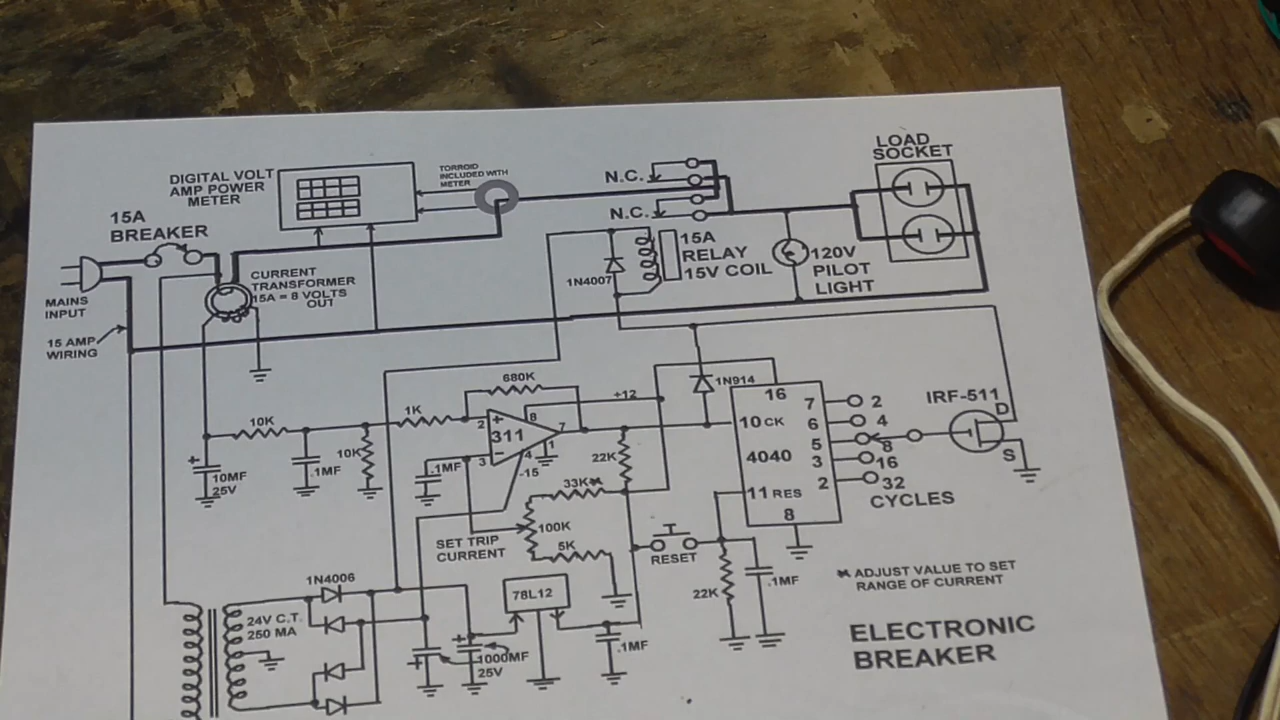 LOAD
SOCKET
DIGITAL VOLT
AMP POWER
METER
TORROID
INCLUDED WITH
METER
N.C.
N.C.
15A
BREAKER
15A
RELAY
15V COIL
1N4007
120V
PILOT
LIGHT
CURRENT
TRANSFORMER
15A = 8 VOLTS
OUT
MAINS
INPUT
15 AMP
WIRING
680K
+12
1N914
16
IRF-511
D
S
10K
1K
+
2
8
311
7
-
3
4
1
-15
10 CK
4040
11 RES
8
7
6
5
3
2
2
4
8
16
32
CYCLES
10K
+
10MF
25V
.1MF
.1MF
22K
33K*
100K
5K
SET TRIP
CURRENT
RESET
22K
.1MF
* ADJUST VALUE TO SET
RANGE OF CURRENT
1N4006
24V C.T.
250 MA
78L12
+
+
1000MF
25V
.1MF
ELECTRONIC
BREAKER